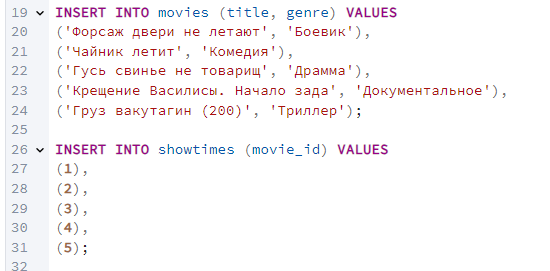 19 INSERT INTO movies (title, genre) VALUES
20 ('Форсаж двери не летают', 'Боевик'),
21 ('Чайник летит', 'Комедия'),
22 ('Гусь свинье не товарищ', 'Драмма'),
23 ('Крещение Василисы. Начало зада', 'Документальное'),
24 ('Груз вакутагин (200)', 'Триллер');
25
26 INSERT INTO showtimes (movie_id) VALUES
27 (1),
28 (2),
29 (3),
30 (4),
31 (5);
32